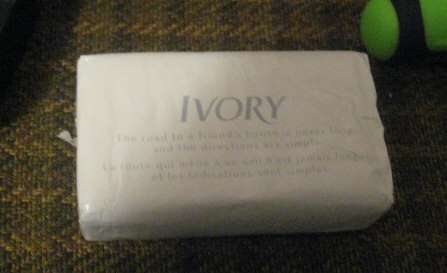 IVORY
The road to a friend's house is never long
and the directions are simple.
La route qui mène à un ami n'est jamais longue
et les indications sont simples.